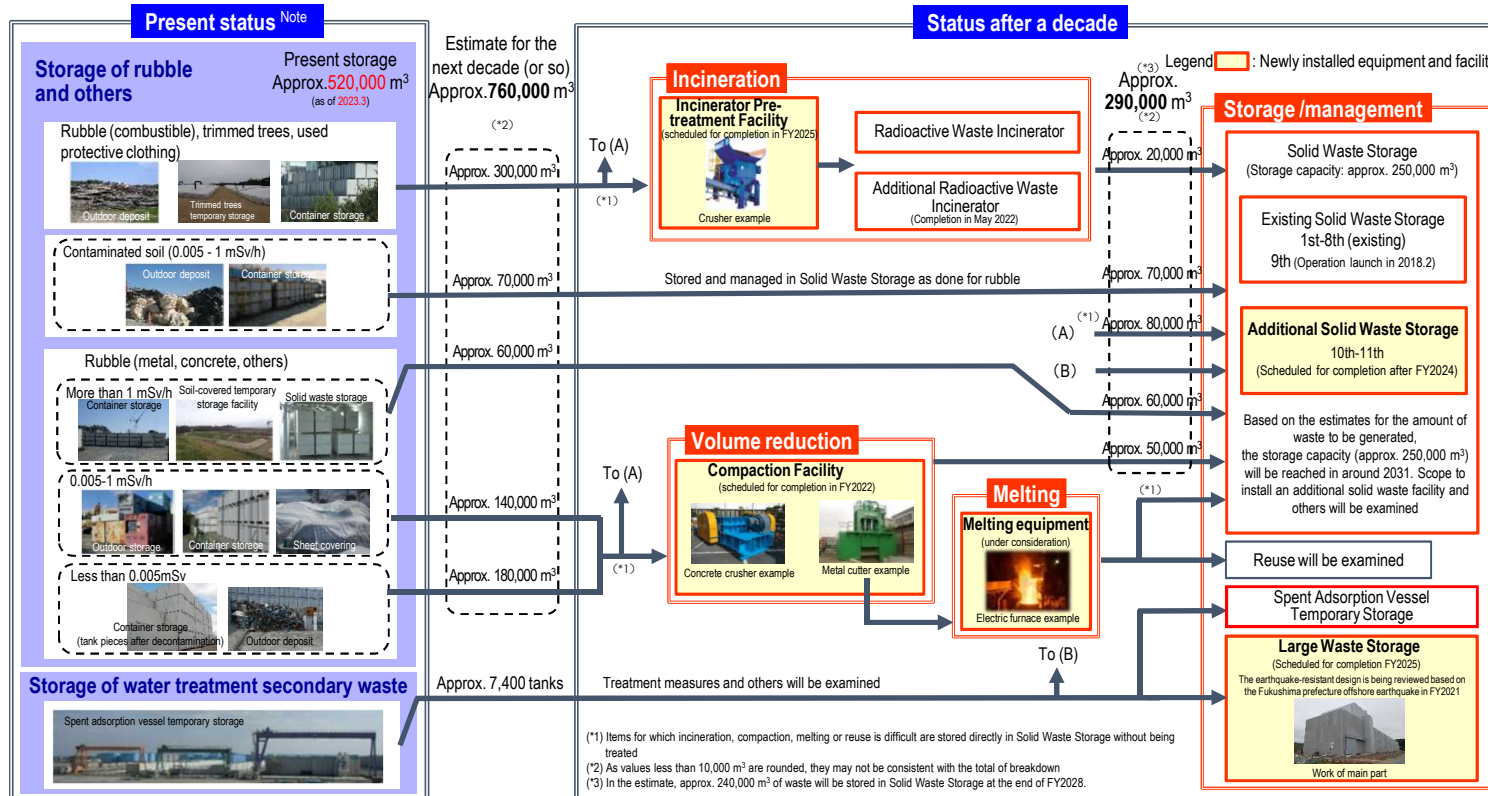 Present status Note
Storage of rubble
and others
Present storage
Approx.520,000 m³
(as of 2023.3)
Rubble (combustible), trimmed trees, used
protective clothing)
Outdoor deposit
Trimmed trees
temporary storage
Container storage
Contaminated soil (0.005 - 1 mSv/h)
Outdoor deposit
Container storage
Rubble (metal, concrete, others)
More than 1 mSv/h
Container storage
Soil-covered temporary
storage facility
Solid waste storage
0.005-1 mSv/h
Outdoor storage
Container storage
Sheet covering
Less than 0.005mSv
Container storage
(tank pieces after decontamination)
Outdoor deposit
Storage of water treatment secondary waste
Spent adsorption vessel temporary storage
Estimate for the
next decade (or so)
Approx.760,000 m³
(*2)
Approx. 300,000 m³
Approx. 70,000 m³
Approx. 60,000 m³
Approx. 140,000 m³
Approx. 180,000 m³
Approx. 7,400 tanks
Status after a decade
To (A)
(*1)
Incineration
Incinerator Pre-
treatment Facility
(scheduled for completion in FY2025)
Crusher example
Radioactive Waste Incinerator
Additional Radioactive Waste
Incinerator
(Completion in May 2022)
Stored and managed in Solid Waste Storage as done for rubble
To (A)
(*1)
Volume reduction
Compaction Facility
(scheduled for completion in FY2022)
Concrete crusher example
Metal cutter example
Melting
Melting equipment
(under consideration)
Electric furnace example
(*1)
To (B)
Treatment measures and others will be examined
(*3)
Approx.
290,000 m³
(*2)
Approx. 20,000 m³
Approx. 70,000 m³
(A)
(*1)
Approx. 80,000 m³
(B)
Approx. 60,000 m³
Approx. 50,000 m³
Legend : Newly installed equipment and facilit
Storage /management
Solid Waste Storage
(Storage capacity: approx. 250,000 m³)
Existing Solid Waste Storage
1st-8th (existing)
9th (Operation launch in 2018.2)
Additional Solid Waste Storage
10th-11th
(Scheduled for completion after FY2024)
Based on the estimates for the amount of
waste to be generated,
the storage capacity (approx. 250,000 m³)
will be reached in around 2031. Scope to
install an additional solid waste facility and
others will be examined
Reuse will be examined
Spent Adsorption Vessel
Temporary Storage
Large Waste Storage
(Scheduled for completion FY2025)
The earthquake-resistant design is being reviewed based on
the Fukushima prefecture offshore earthquake in FY2021
Work of main part
(*1) Items for which incineration, compaction, melting or reuse is difficult are stored directly in Solid Waste Storage without being
treated
(*2) As values less than 10,000 m³ are rounded, they may not be consistent with the total of breakdown
(*3) In the estimate, approx. 240,000 m³ of waste will be stored in Solid Waste Storage at the end of FY2028.